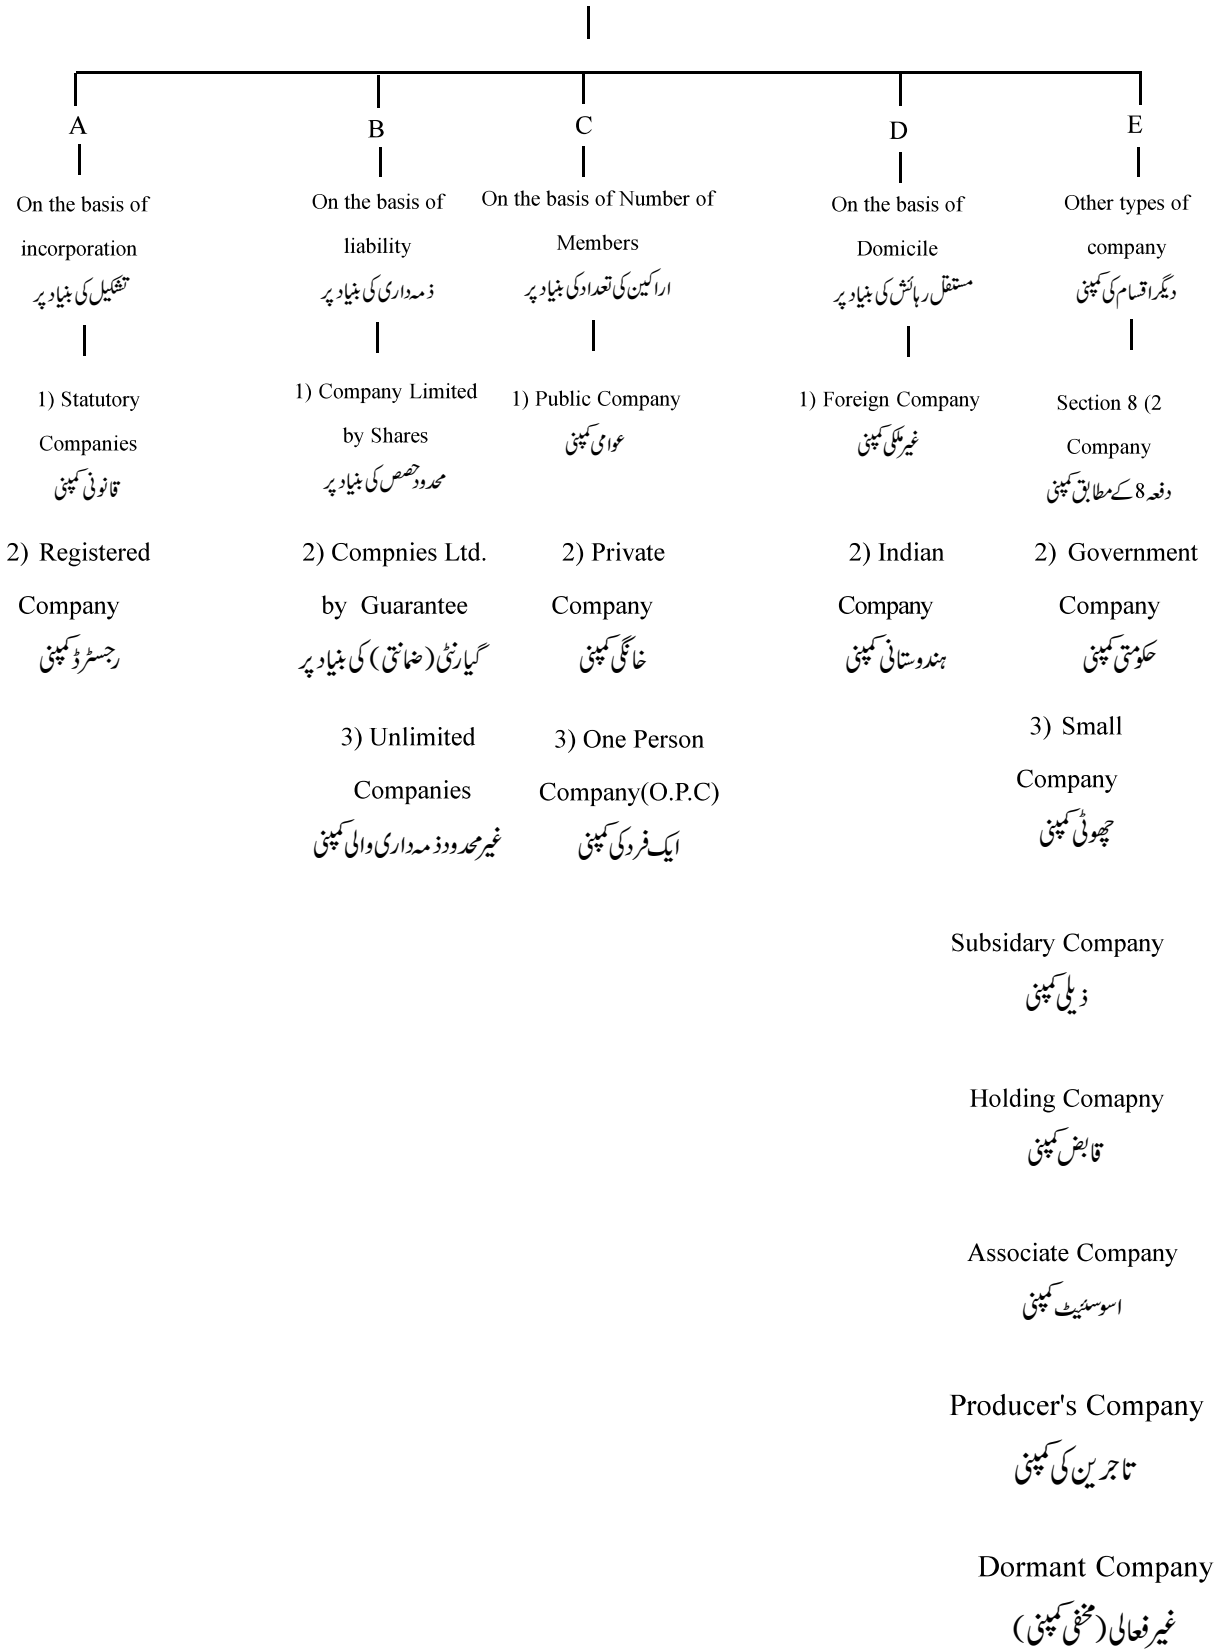 A
On the basis of
incorporation
تشکیل کی بنیاد پر
1) Statutory
Companies
قانونی کمپنی
2) Registered
Company
رجسٹرڈ کمپنی
B
On the basis of
liability
ذمہ داری کی بنیاد پر
1) Company Limited
by Shares
محدود حصص کی بنیاد پر
2) Compnies Ltd.
by Guarantee
گیارنٹی (ضمانتی) کی بنیاد پر
3) Unlimited
Companies
غیر محدود ذمہ داری والی کمپنی
C
On the basis of Number of
Members
اراکین کی تعداد کی بنیاد پر
1) Public Company
عوامی کمپنی
2) Private
Company
خانگی کمپنی
3) One Person
Company(O.P.C)
ایک فرد کی کمپنی
D
On the basis of
Domicile
مستقل رہائش کی بنیاد پر
1) Foreign Company
غیر ملکی کمپنی
2) Indian
Company
ہندوستانی کمپنی
E
Other types of
company
دیگر اقسام کی کمپنی
Section 8 (2
Company
دفعہ 8 کے مطابق کمپنی
2) Government
Company
حکومتی کمپنی
3) Small
Company
چھوٹی کمپنی
Subsidary Company
ذیلی کمپنی
Holding Comapny
قابض کمپنی
Associate Company
اسوسئیٹ کمپنی
Producer's Company
تاجرین کی کمپنی
Dormant Company
غیر فعالی (مخفی کمپنی)